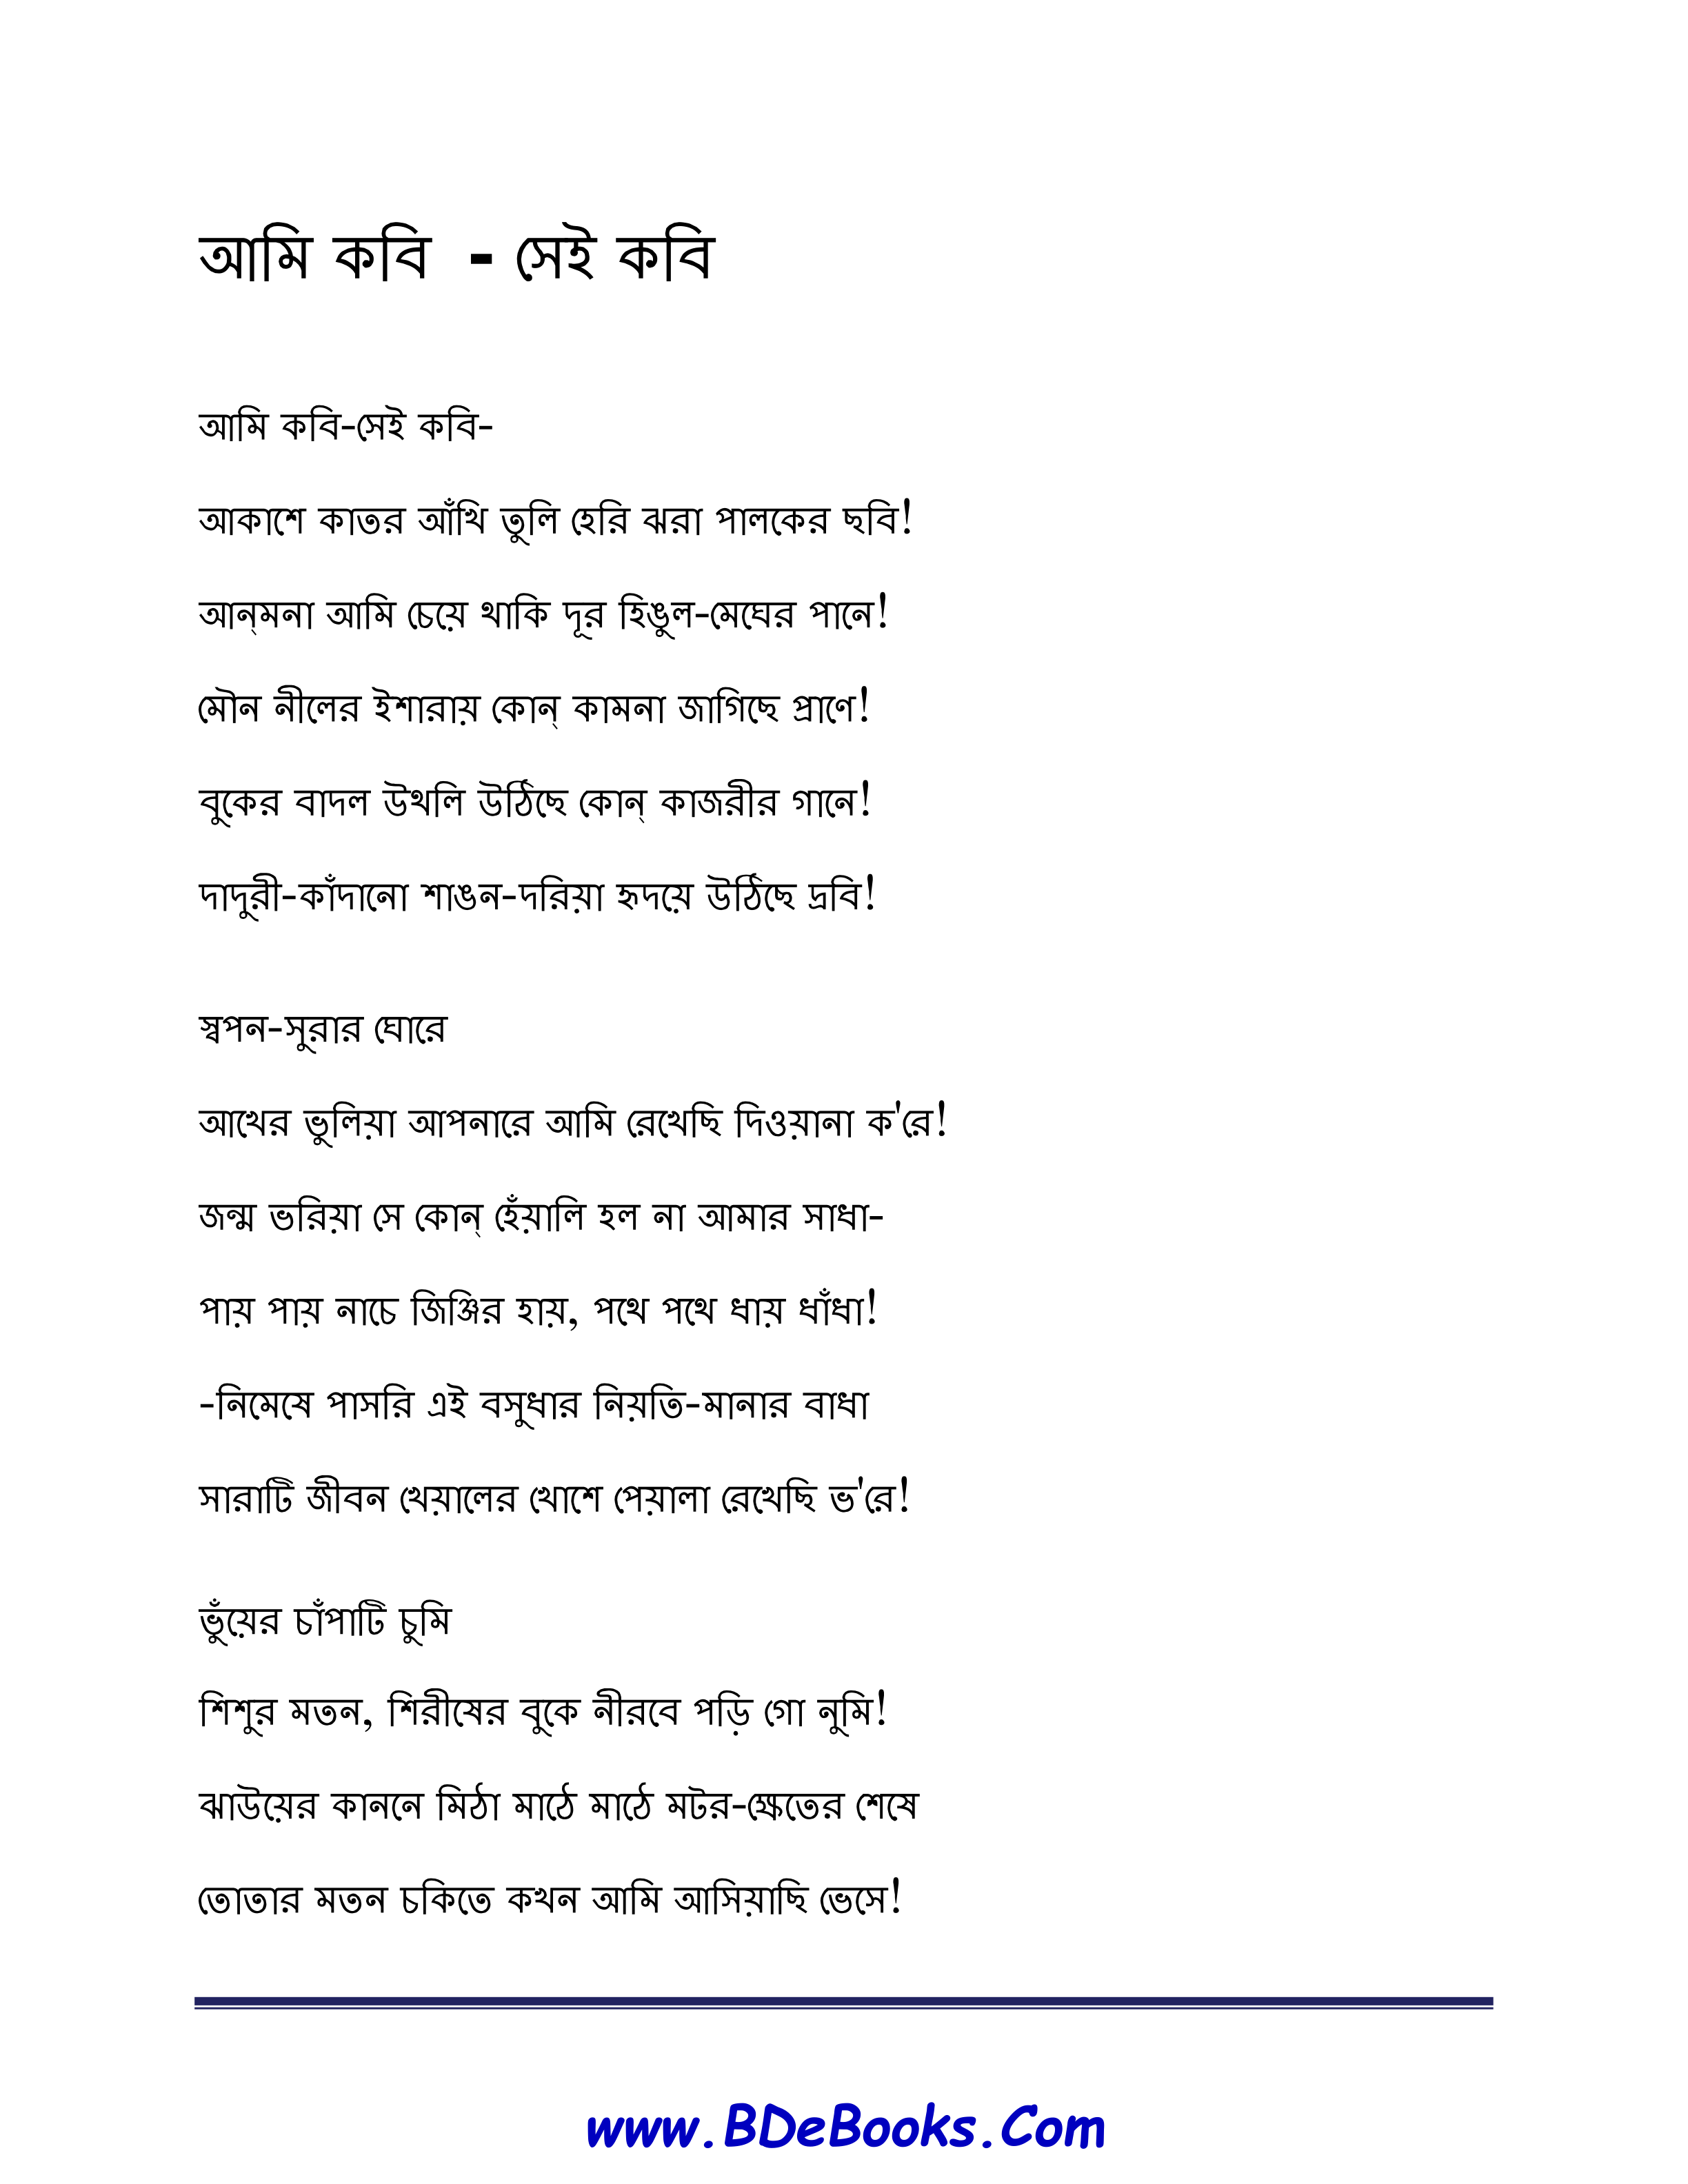 আমি কবি - সেই কবি
আমি কবি-সেই কবি-
আকাশে কাতর আঁখি তুলি হেরি ঝরা পালকের ছবি!
আন্‌মনা আমি চেয়ে থাকি দূর হিঙুল-মেঘের পানে!
মৌন নীলের ইশারায় কোন্ কামনা জাগিছে প্রাণে!
বুকের বাদল উথলি উঠিছে কোন্ কাজরীর গানে!
দাদুরী-কাঁদানো শাঙন-দরিয়া হৃদয়ে উঠিছে দ্রবি!
স্বপন-সুরার ঘোরে
আখের ভুলিয়া আপনারে আমি রেখেছি দিওয়ানা ক'রে!
জন্ম ভরিয়া সে কোন্ হেঁয়ালি হল না আমার সাধা-
পায় পায় নাচে জিঞ্জির হায়, পথে পথে ধায় ধাঁধা!
-নিমেষে পাসরি এই বসুধার নিয়তি-মানার বাধা
সারাটি জীবন খেয়ালের খোশে পেয়ালা রেখেছি ভ'রে!
ভুঁয়ের চাঁপাটি চুমি
শিশুর মতন, শিরীষের বুকে নীরবে পড়ি গো নুমি!
ঝাউয়ের কাননে মিঠা মাঠে মাঠে মটর-ক্ষেতের শেষে
তোতার মতন চকিতে কখন আমি আসিয়াছি ভেসে!
www.BDeBooks.Com